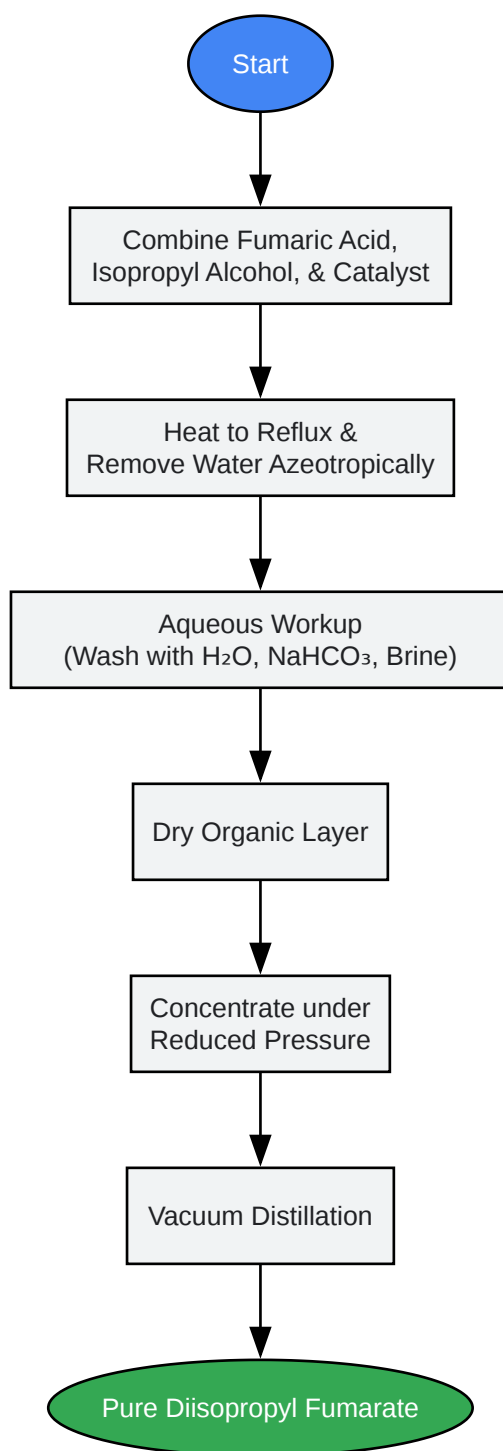 Start
Combine Fumaric Acid,
Isopropyl Alcohol, & Catalyst
Heat to Reflux &
Remove Water Azeotropically
Aqueous Workup
(Wash with H₂O, NaHCO₃, Brine)
Dry Organic Layer
Concentrate under
Reduced Pressure
Vacuum Distillation
Pure Diisopropyl Fumarate